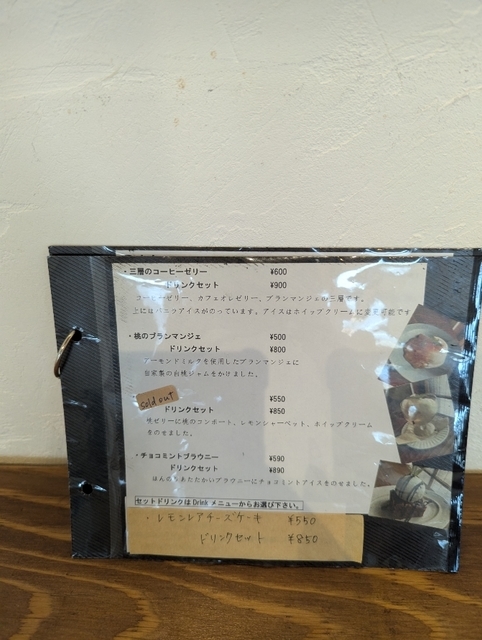 ・三層のコーヒーゼリー ¥600
ドリンクセット ¥900
コーヒーゼリー、カフェオレゼリー、ブランマンジェの三層です。
上にはバニラアイスがのっています。アイスはホイップクリームに変更可能です
・桃のブランマンジェ ¥500
ドリンクセット ¥800
アーモンドミルクを使用したブランマンジェに
自家製の白桃ジャムをかけました。
sold out ¥550
ドリンクセット ¥850
桃ゼリーに桃のコンポート、レモンシャーベット、ホイップクリーム
をのせました。
・チョコミントブラウニー ¥590
ドリンクセット ¥890
ほんのりあたたかいブラウニーにチョコミントアイスをのせました。
セットドリンクは Drink メニューからお選び下さい。
・レモンレアチーズケーキ ¥550
ドリンクセット ¥850